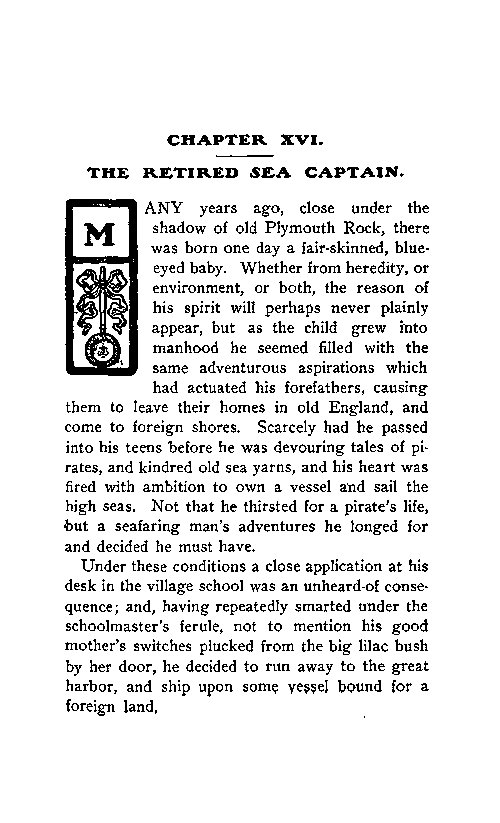 CHAPTER XVI.
THE RETIRED SEA CAPTAIN.
MANY years ago, close under the
shadow of old Plymouth Rock, there
was born one day a fair-skinned, blue-
eyed baby. Whether from heredity, or
environment, or both, the reason of
his spirit will perhaps never plainly
appear, but as the child grew into
manhood he seemed filled with the
same adventurous aspirations which
had actuated his forefathers, causing
them to leave their homes in old England, and
come to foreign shores. Scarcely had he passed
into his teens before he was devouring tales of pi-
rates, and kindred old sea yarns, and his heart was
fired with ambition to own a vessel and sail the
high seas. Not that he thirsted for a pirate's life,
but a seafaring man's adventures he longed for
and decided he must have.
Under these conditions a close application at his
desk in the village school was an unheard-of conse-
quence; and, having repeatedly smarted under the
schoolmaster's ferule, not to mention his good
mother's switches plucked from the big lilac bush
by her door, he decided to run away to the great
harbor, and ship upon some vessel bound for a
foreign land,